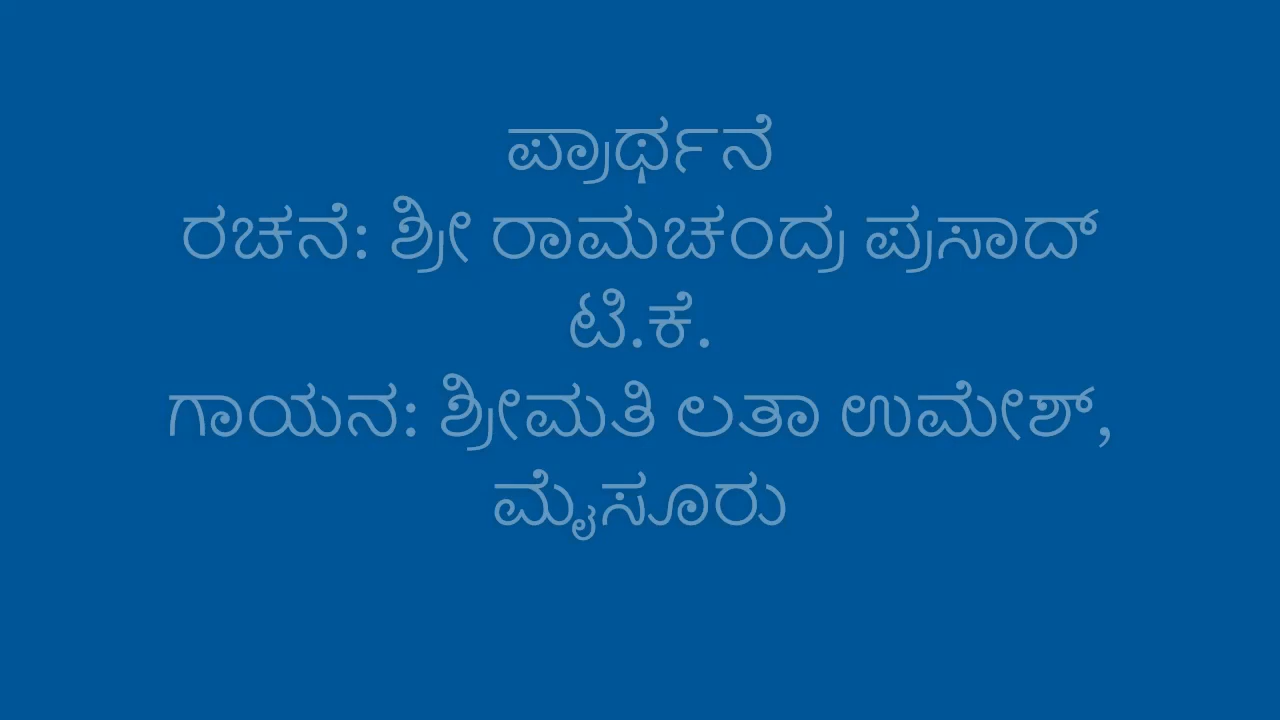 ಪ್ರಾರ್ಥನೆ
ರಚನೆ: ಶ್ರೀ ರಾಮಚಂದ್ರ ಪ್ರಸಾದ್
ಟಿ.ಕೆ.
ಗಾಯನ: ಶ್ರೀಮತಿ ಲತಾ ಉಮೇಶ್,
ಮೈಸೂರು